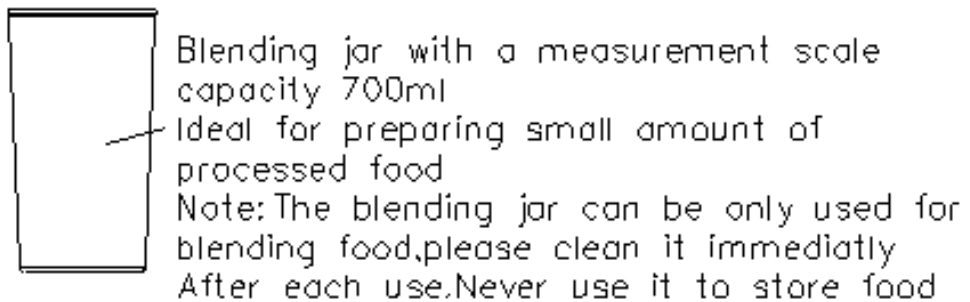 Blending jar with a measurement scale
capacity 700ml
Ideal for preparing small amount of
processed food
Note: The blending jar can be only used for
blending food,please clean it immediatly
After each use,Never use it to store food